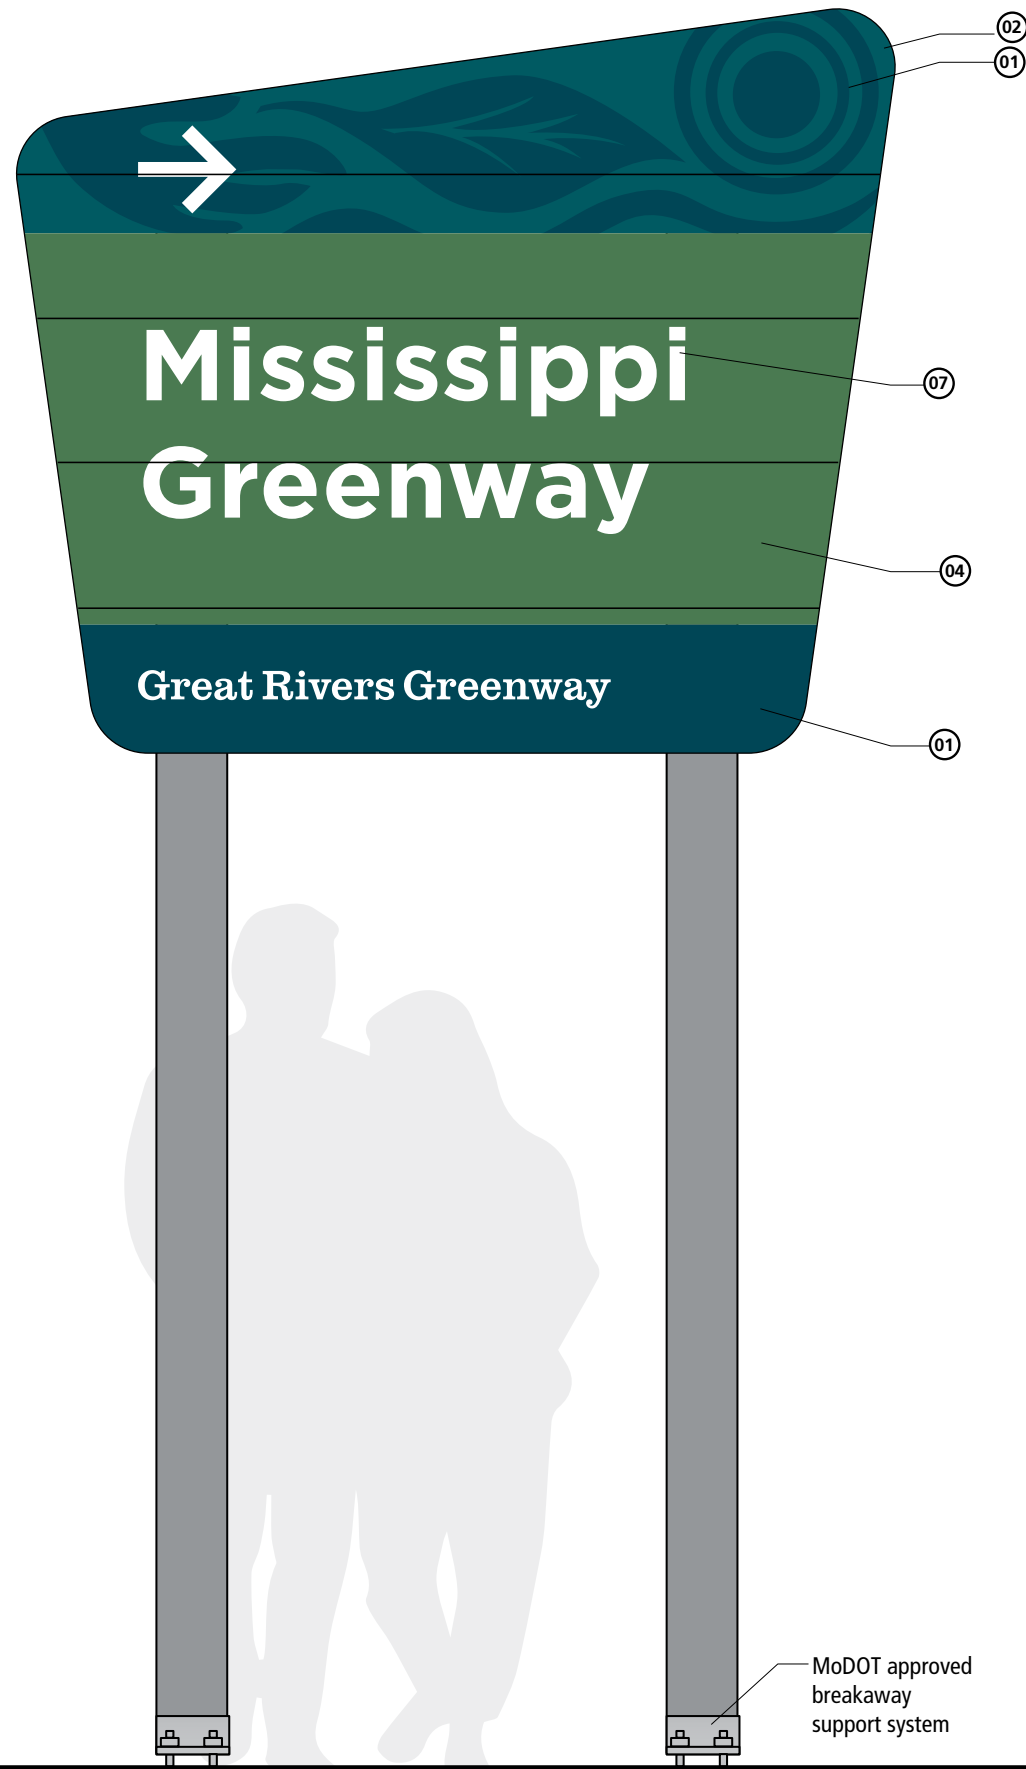 02
01
Mississippi
07
Greenway
04
Great Rivers Greenway
01
MoDOT approved
breakaway
support system